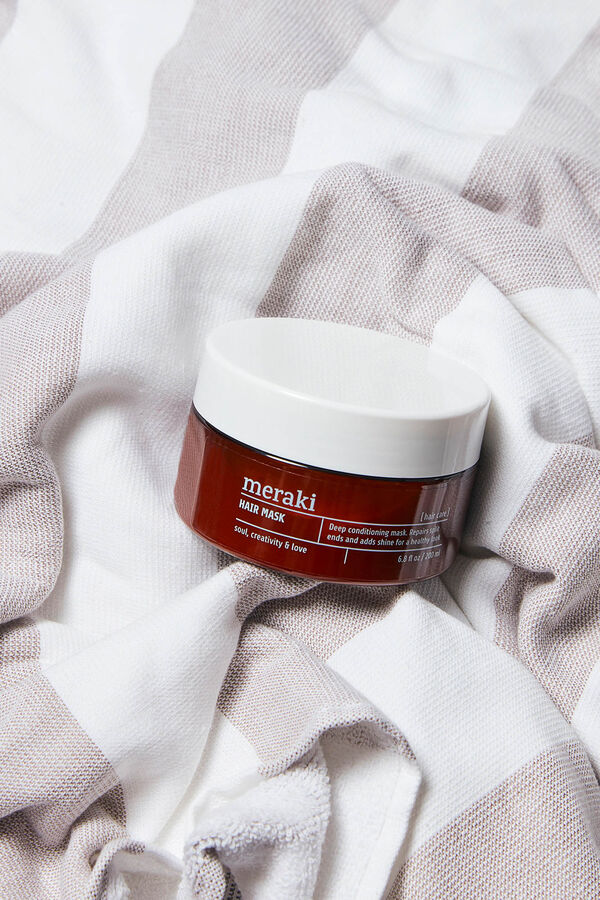 meraki
HAIR MASK
soul, creativity & love
[hair care]
Deep conditioning mask. Repairs split
ends and adds shine for a healthy look.
6.8 fl oz/200 ml